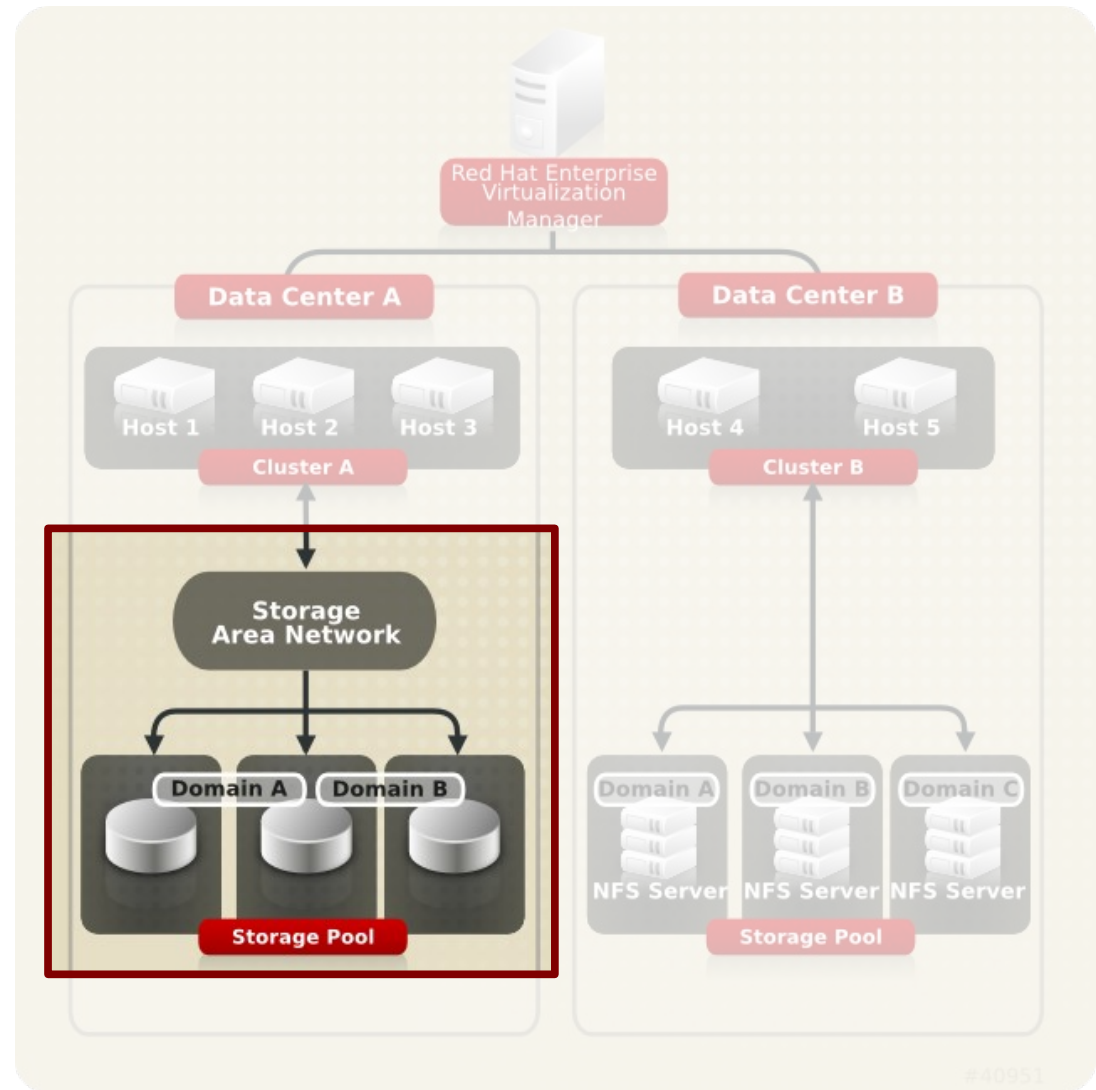 Red Hat Enterprise
Virtualization
Manager
Data Center A
Data Center B
Host 1
Host 2
Host 3
Host 4
Host 5
Cluster A
Cluster B
Storage
Area Network
Domain A
Domain B
Domain A
Domain B
Domain C
NFS Server
NFS Server
NFS Server
Storage Pool
Storage Pool
#40951